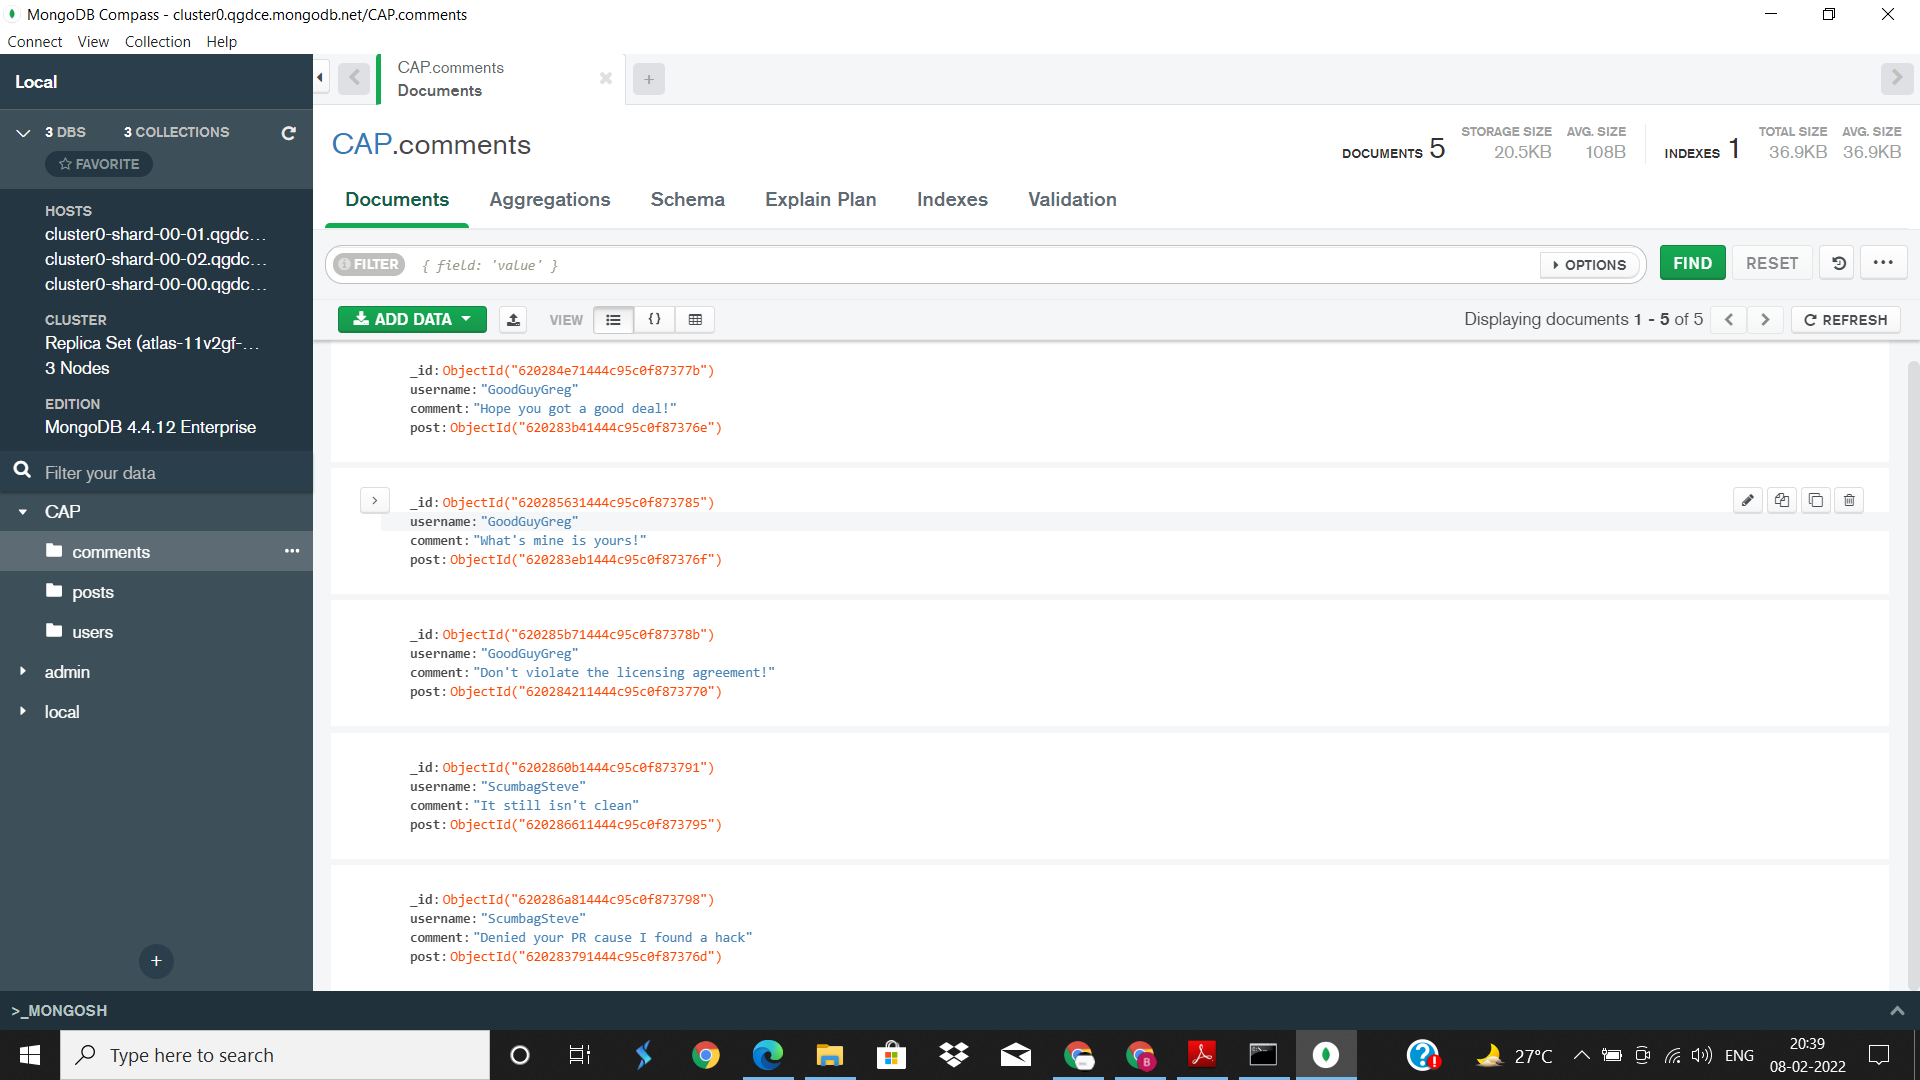 MongoDB Compass - cluster0.qgdce.mongodb.net/CAP.comments
Connect View Collection Help
Local
3 DBS 3 COLLECTIONS
FAVORITE
HOSTS
cluster0-shard-00-01.qgdc...
cluster0-shard-00-02.qgdc...
cluster0-shard-00-00.qgdc...
CLUSTER
Replica Set (atlas-11v2gf-...
3 Nodes
EDITION
MongoDB 4.4.12 Enterprise
Filter your data
CAP
comments
posts
users
admin
local
CAP.comments
Documents
CAP.comments
DOCUMENTS 5
STORAGE SIZE
20.5KB
AVG. SIZE
108B
INDEXES 1
TOTAL SIZE
36.9KB
AVG. SIZE
36.9KB
Documents Aggregations Schema Explain Plan Indexes Validation
FILTER { field: 'value' } OPTIONS FIND RESET
ADD DATA VIEW { } Displaying documents 1 - 5 of 5 REFRESH
_id: ObjectId("620284e71444c95c0f87377b")
username: "GoodGuyGreg"
comment: "Hope you got a good deal!"
post: ObjectId("620283b41444c95c0f87376e")
_id: ObjectId("620285631444c95c0f873785")
username: "GoodGuyGreg"
comment: "What's mine is yours!"
post: ObjectId("620283eb1444c95c0f87376f")
_id: ObjectId("620285b71444c95c0f87378b")
username: "GoodGuyGreg"
comment: "Don't violate the licensing agreement!"
post: ObjectId("620284211444c95c0f873770")
_id: ObjectId("6202860b1444c95c0f873791")
username: "ScumbagSteve"
comment: "It still isn't clean"
post: ObjectId("620286611444c95c0f873795")
_id: ObjectId("620286a81444c95c0f873798")
username: "ScumbagSteve"
comment: "Denied your PR cause I found a hack"
post: ObjectId("620283791444c95c0f87376d")
>_MONGOSH
Type here to search
27°C
ENG
20:39
08-02-2022